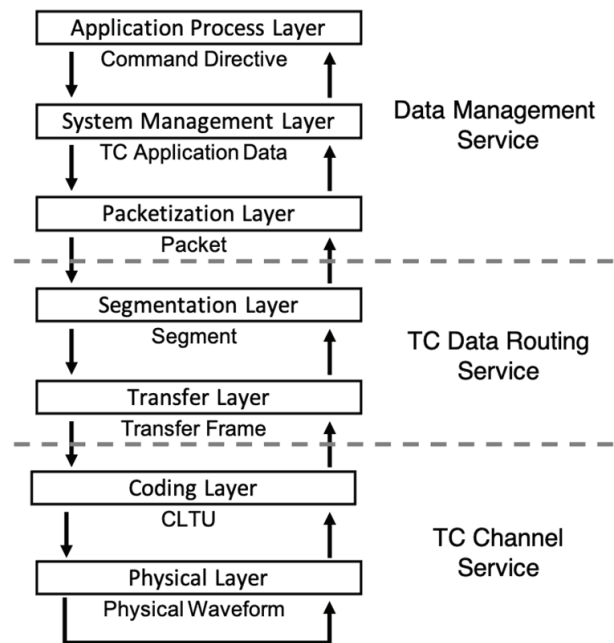 Application Process Layer
Command Directive
System Management Layer
TC Application Data
Data Management
Service
Packetization Layer
Packet
Segmentation Layer
Segment
TC Data Routing
Service
Transfer Layer
Transfer Frame
Coding Layer
CLTU
TC Channel
Service
Physical Layer
Physical Waveform